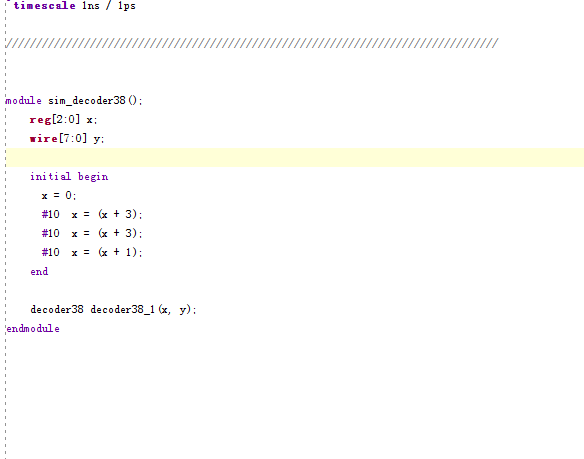 `timescale 1ns / 1ps
//////////////////////////////////////////////////////////////////////////////////
module sim_decoder38();
reg[2:0] x;
wire[7:0] y;
initial begin
x = 0;
#10 x = (x + 3);
#10 x = (x + 3);
#10 x = (x + 1);
end
decoder38 decoder38_1(x, y);
endmodule